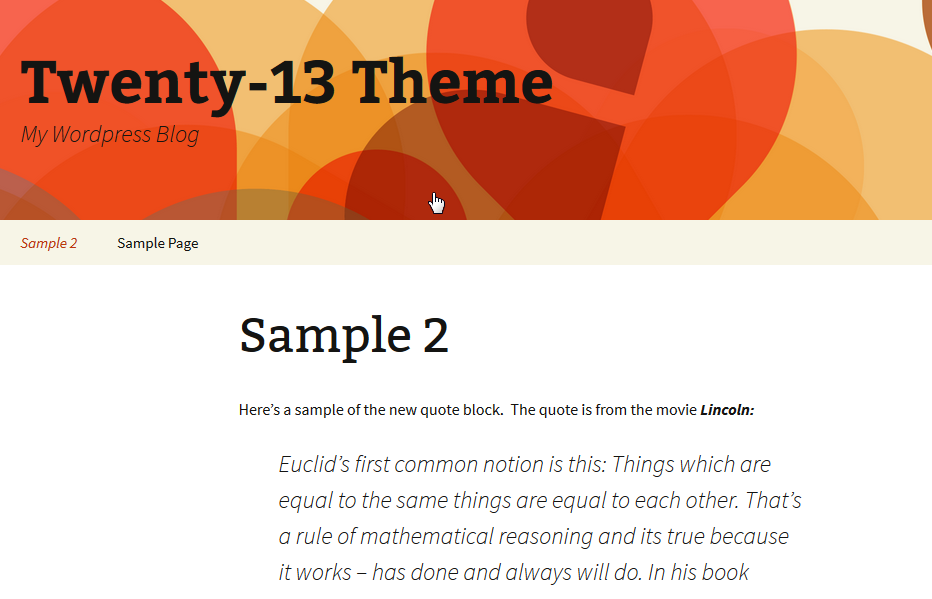 Twenty-13 Theme
My Wordpress Blog
Sample 2 Sample Page
Sample 2
Here’s a sample of the new quote block.  The quote is from the movie Lincoln:
Euclid’s first common notion is this: Things which are
equal to the same things are equal to each other. That’s
a rule of mathematical reasoning and its true because
it works – has done and always will do. In his book